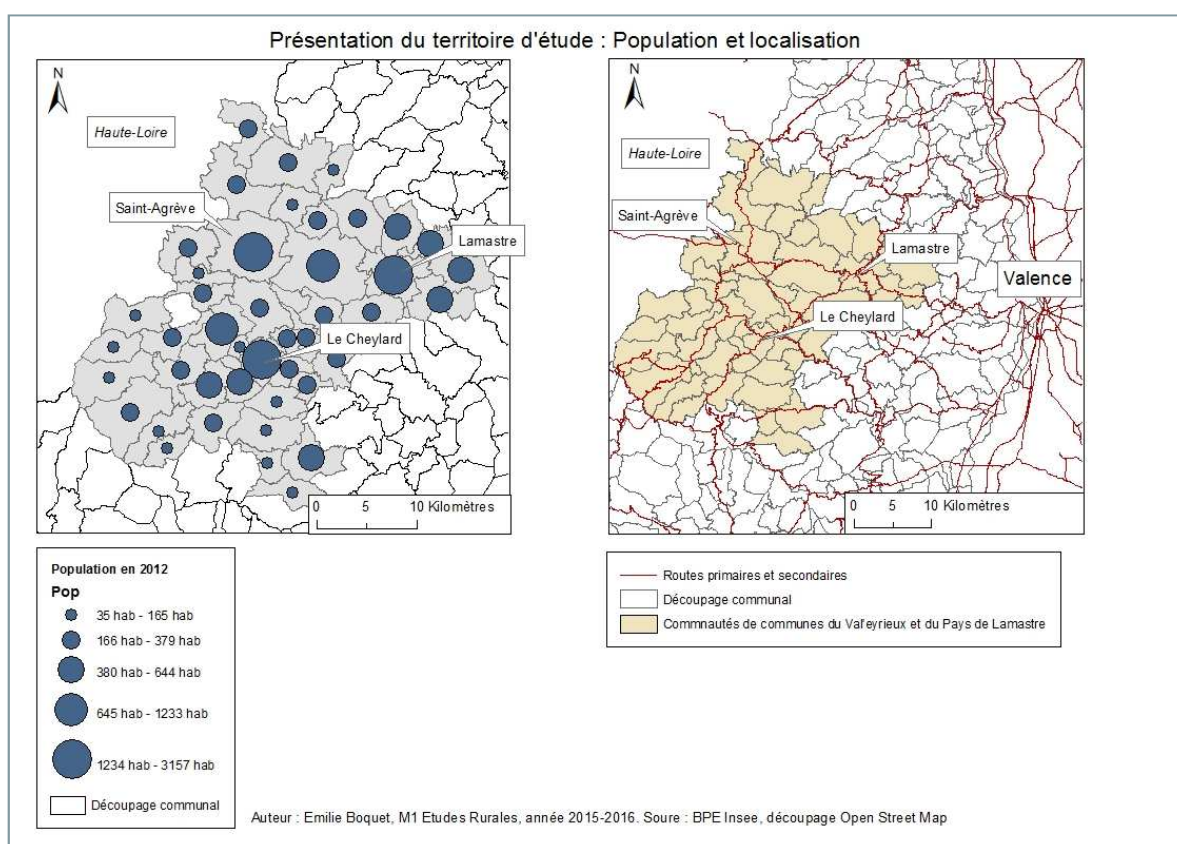 Présentation du territoire d'étude : Population et localisation
N
Haute-Loire
Saint-Agrève
Lamastre
Le Cheylard
0 5 10 Kilomètres
N
Haute-Loire
Saint-Agrève
Lamastre
Valence
Le Cheylard
0 5 10 Kilomètres
Population en 2012
Pop
35 hab - 165 hab
166 hab - 379 hab
380 hab - 644 hab
645 hab - 1233 hab
1234 hab - 3157 hab
Découpage communal
Routes primaires et secondaires
Découpage communal
Commnautés de communes du Val'eyrieux et du Pays de Lamastre
Auteur : Emilie Boquet, M1 Etudes Rurales, année 2015-2016. Soure : BPE Insee, découpage Open Street Map